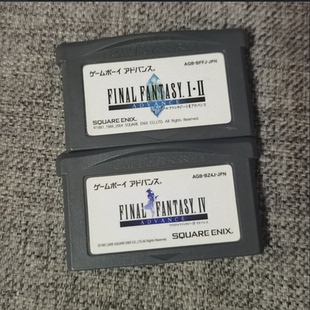 ゲームボーイ アドバンス
AGB-BFFJ-JPN
FINAL FANTASY. I・II
ADVANCE
SQUARE ENIX.
ゲームボーイ アドバンス
AGB-BZ4J-JPN
FINAL FANTASY. IV
ADVANCE
SQUARE ENIX.